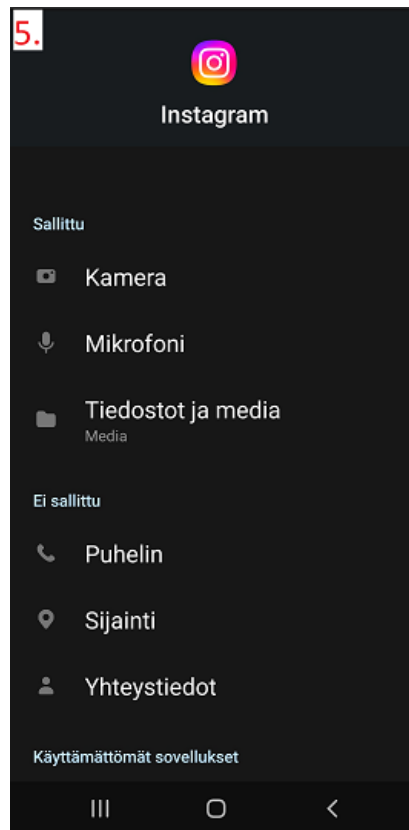 5.
Instagram
Sallittu
Kamera
Mikrofoni
Tiedostot ja media
Media
Ei sallittu
Puhelin
Sijainti
Yhteystiedot
Käyttämättömät sovellukset